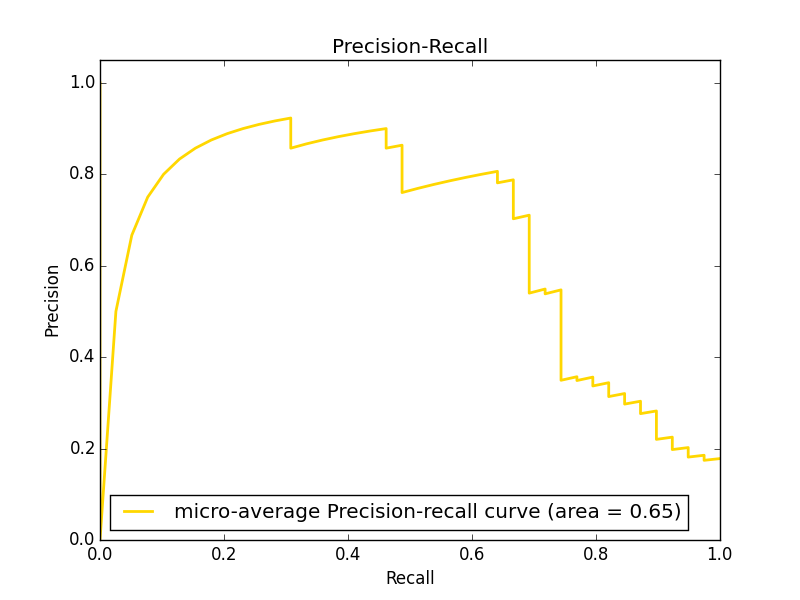 Precision-Recall
1.0
0.8
0.6
0.4
0.2
0.0
Precision
micro-average Precision-recall curve (area = 0.65)
0.0 0.2 0.4 0.6 0.8 1.0
Recall